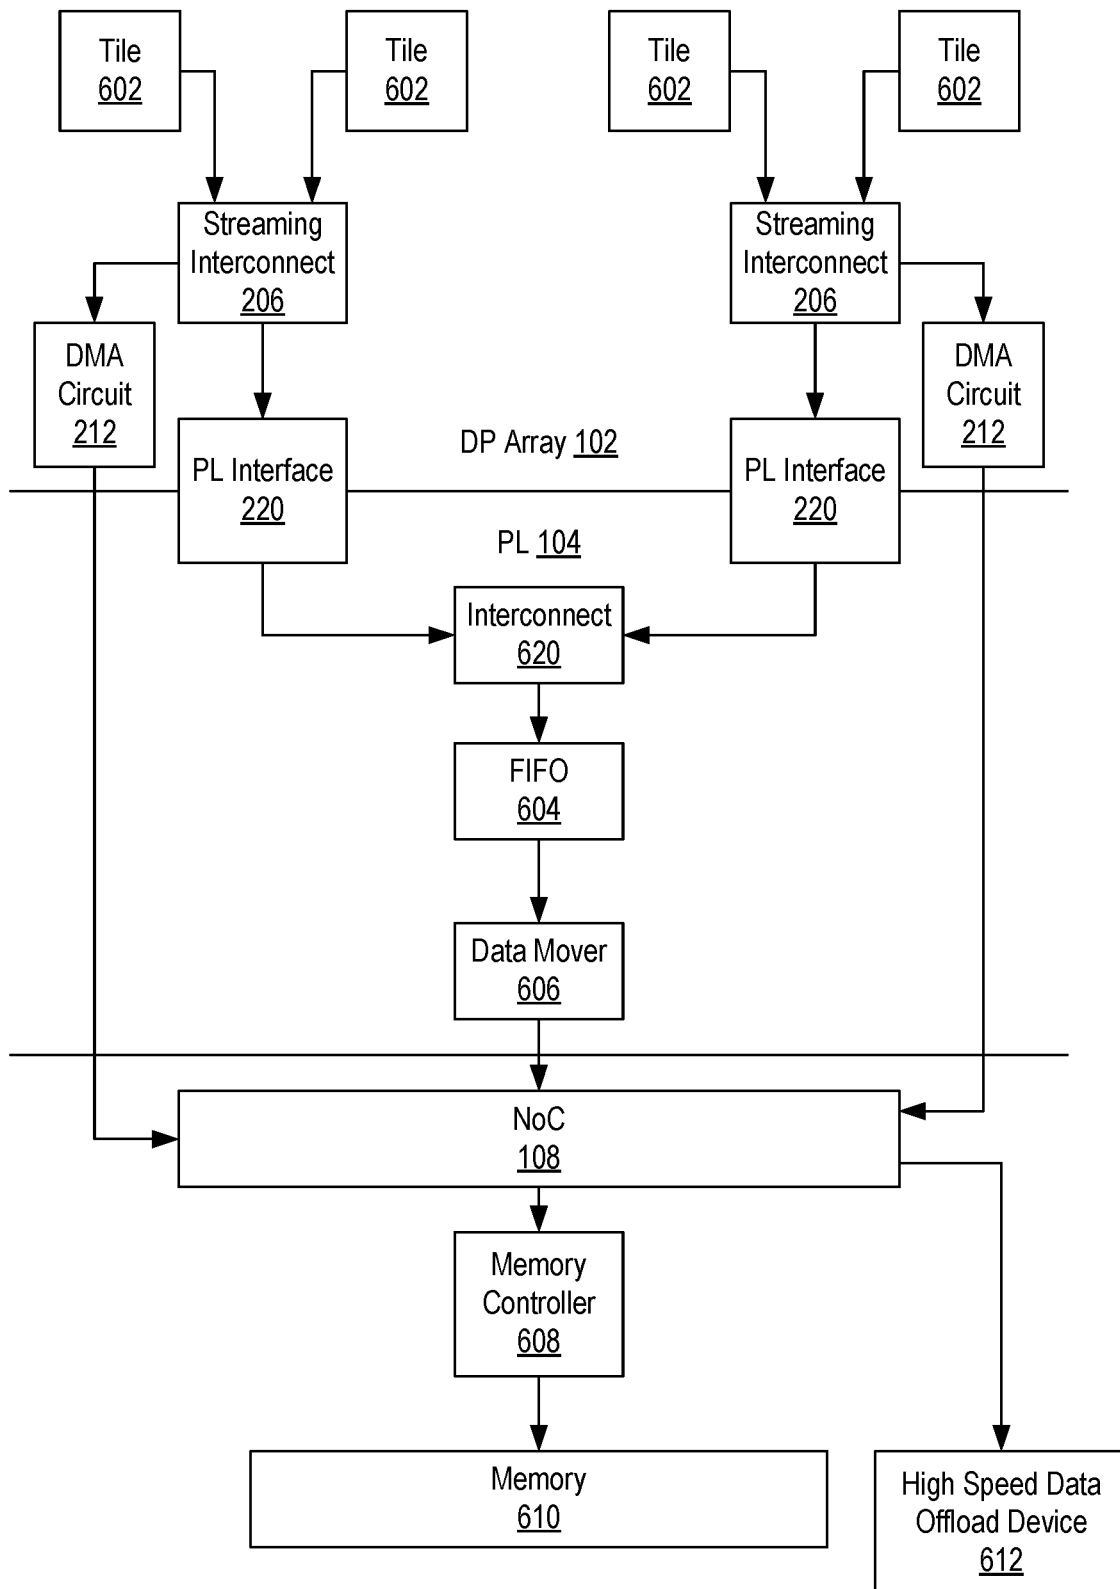 Tile
602
Tile
602
Tile
602
Tile
602
Streaming
Interconnect
206
Streaming
Interconnect
206
DMA
Circuit
212
DMA
Circuit
212
PL Interface
220
DP Array 102
PL Interface
220
PL 104
Interconnect
620
FIFO
604
Data Mover
606
NoC
108
Memory
Controller
608
Memory
610
High Speed Data
Offload Device
612